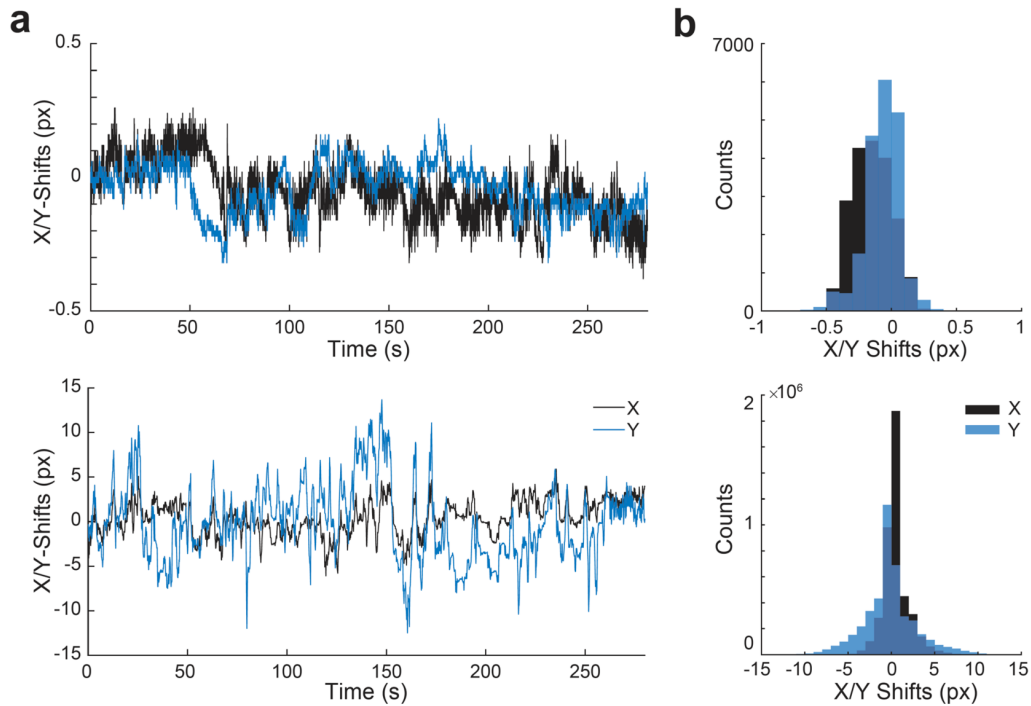 a
0.5
0
-0.5
X/Y-Shifts (px)
0 50 100 150 200 250
Time (s)
b
7000
0
Counts
-1 -0.5 0 0.5 1
X/Y Shifts (px)
15
10
5
0
-5
-10
-15
X/Y-Shifts (px)
X
Y
0 50 100 150 200 250
Time (s)
×10⁶
2
1
0
Counts
X
Y
-15 -10 -5 0 5 10 15
X/Y Shifts (px)